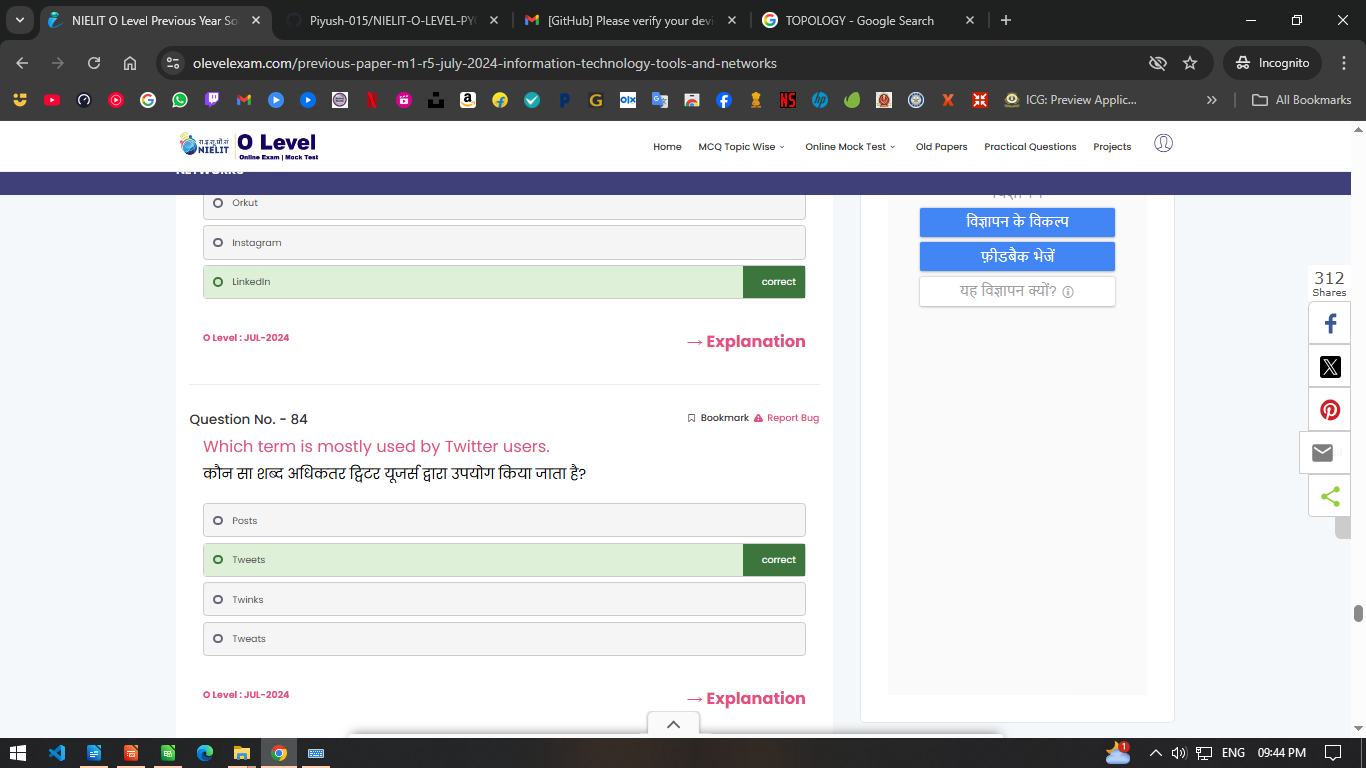 NIELIT O Level Previous Year So
Piyush-015/NIELIT-O-LEVEL-PY
[GitHub] Please verify your devi
TOPOLOGY - Google Search
olevelexam.com/previous-paper-m1-r5-july-2024-information-technology-tools-and-networks
Incognito
ICG: Preview Applic...
All Bookmarks
रा.इ.सू.प्रौ.सं
NIELIT
O Level
Online Exam | Mock Test
Home
MCQ Topic Wise
Online Mock Test
Old Papers
Practical Questions
Projects
NETWORKS
Orkut
Instagram
LinkedIn
correct
O Level : JUL-2024
→ Explanation
विज्ञापन
विज्ञापन के विकल्प
फ़ीडबैक भेजें
यह विज्ञापन क्यों?
312
Shares
Question No. - 84
Bookmark
Report Bug
Which term is mostly used by Twitter users.
कौन सा शब्द अधिकतर ट्विटर यूजर्स द्वारा उपयोग किया जाता है?
Posts
Tweets
correct
Twinks
Tweats
O Level : JUL-2024
→ Explanation
1
ENG
09:44 PM